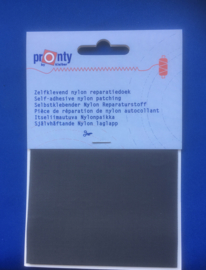 pronty
Zelfklevend nylon reparatiedoek
Self-adhesive nylon patching
Selbstklebender Nylon Reparaturstoff
Pièce de réparation de nylon autocollant
Itseliimautuva Nylonpaikka
Självhäftande Nylon laglapp